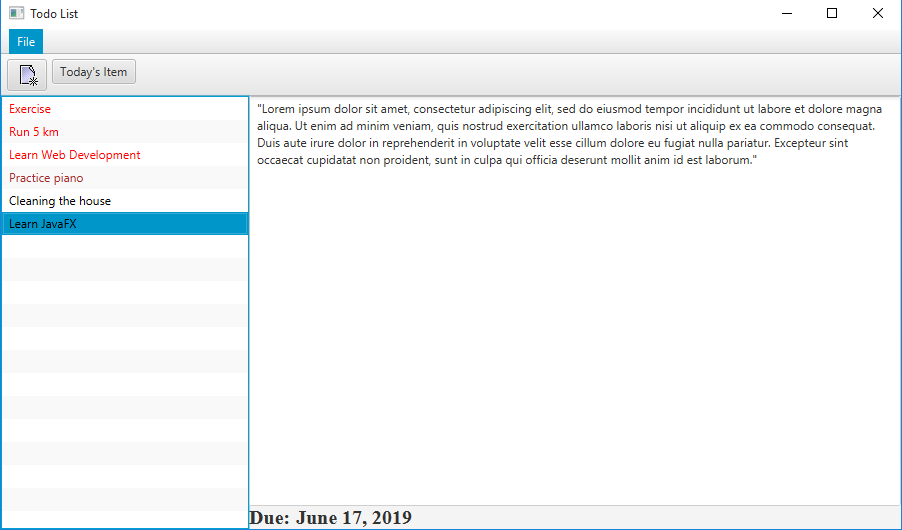 Todo List
File
Today's Item
Exercise
Run 5 km
Learn Web Development
Practice piano
Cleaning the house
Learn JavaFX
"Lorem ipsum dolor sit amet, consectetur adipiscing elit, sed do eiusmod tempor incididunt ut labore et dolore magna
aliqua. Ut enim ad minim veniam, quis nostrud exercitation ullamco laboris nisi ut aliquip ex ea commodo consequat.
Duis aute irure dolor in reprehenderit in voluptate velit esse cillum dolore eu fugiat nulla pariatur. Excepteur sint
occaecat cupidatat non proident, sunt in culpa qui officia deserunt mollit anim id est laborum."
Due: June 17, 2019